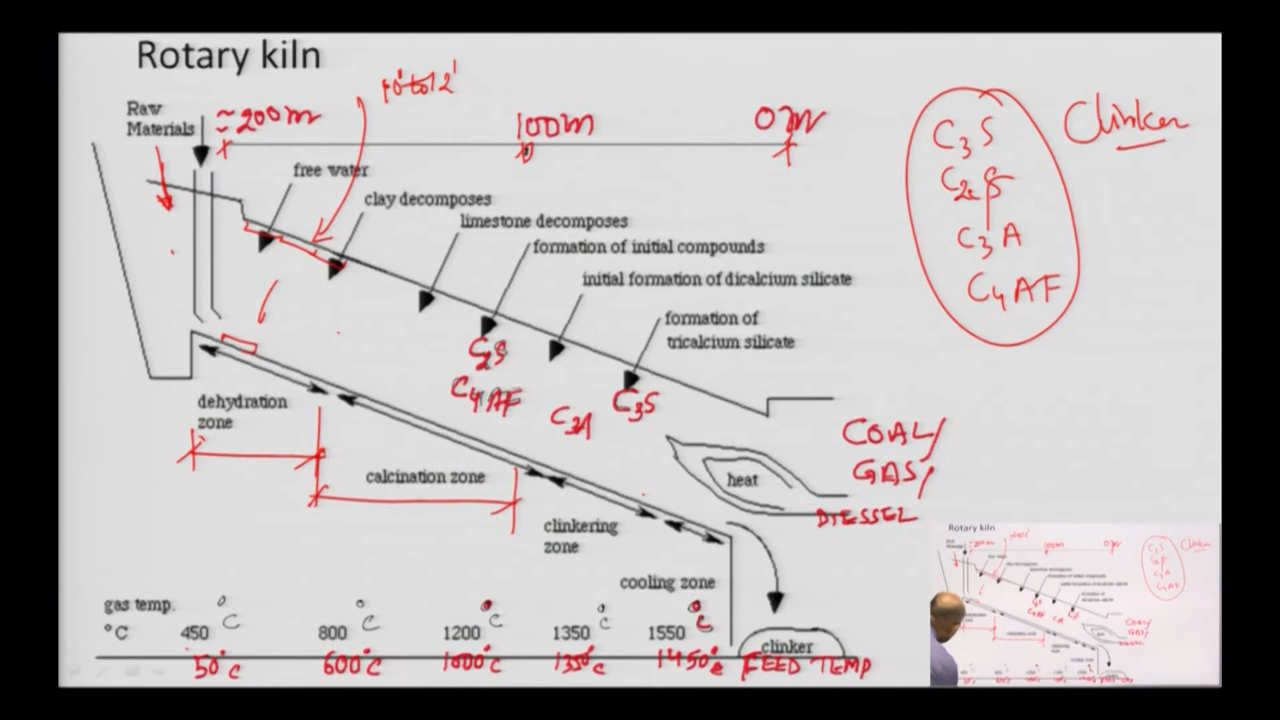 Rotary kiln
10' to 12'
Raw
Materials
≈200m
100m
0m
free water
clay decomposes
limestone decomposes
formation of initial compounds
initial formation of dicalcium silicate
formation of
tricalcium silicate
C3S
C2S
C3A
C4AF
Clinker
C2S
C4AF
C3A
C3S
dehydration
zone
calcination zone
clinkering
zone
cooling zone
heat
COAL/
GAS/
DIESSEL
gas temp.
°C
450 °C
800 °C
1200 °C
1350 °C
1550 °C
clinker
50°C
600°C
1000°C
1350°C
1450°C
FEED TEMP
Rotary kiln